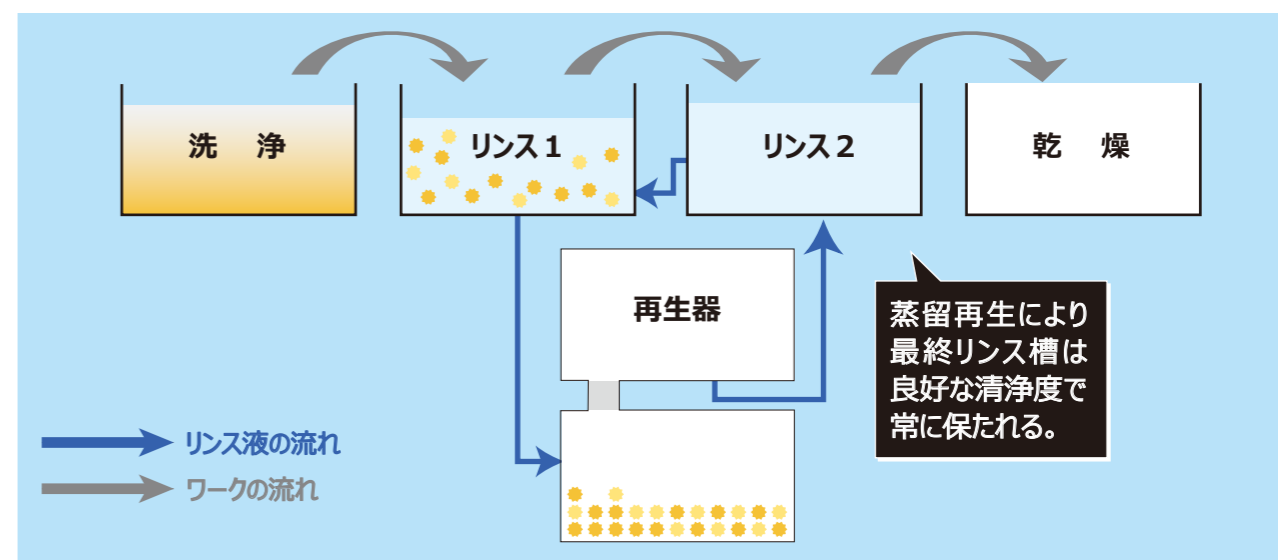 洗　浄
リンス１
リンス２
乾　燥
再生器
蒸留再生により
最終リンス槽は
良好な清浄度で
常に保たれる。
リンス液の流れ
ワークの流れ